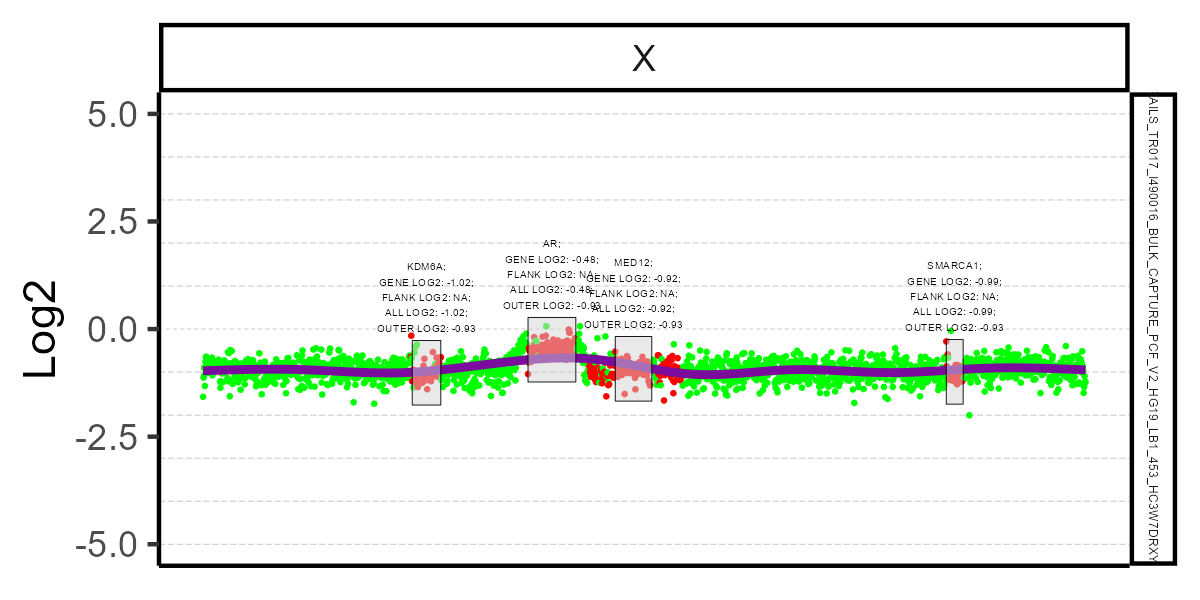 X
Log2
5.0
2.5
0.0
-2.5
-5.0
KDM6A;
GENE LOG2: -1.02;
FLANK LOG2: NA;
ALL LOG2: -1.02;
OUTER LOG2: -0.93
AR;
GENE LOG2: -0.48;
FLANK LOG2: NA;
ALL LOG2: -0.48;
OUTER LOG2: -0.93
MED12;
GENE LOG2: -0.92;
FLANK LOG2: NA;
ALL LOG2: -0.92;
OUTER LOG2: -0.93
SMARCA1;
GENE LOG2: -0.99;
FLANK LOG2: NA;
ALL LOG2: -0.99;
OUTER LOG2: -0.93
AILS_TR017_I490016_BULK_CAPTURE_PCF_V2_HG19_LB1_453_HC3W7DRXY